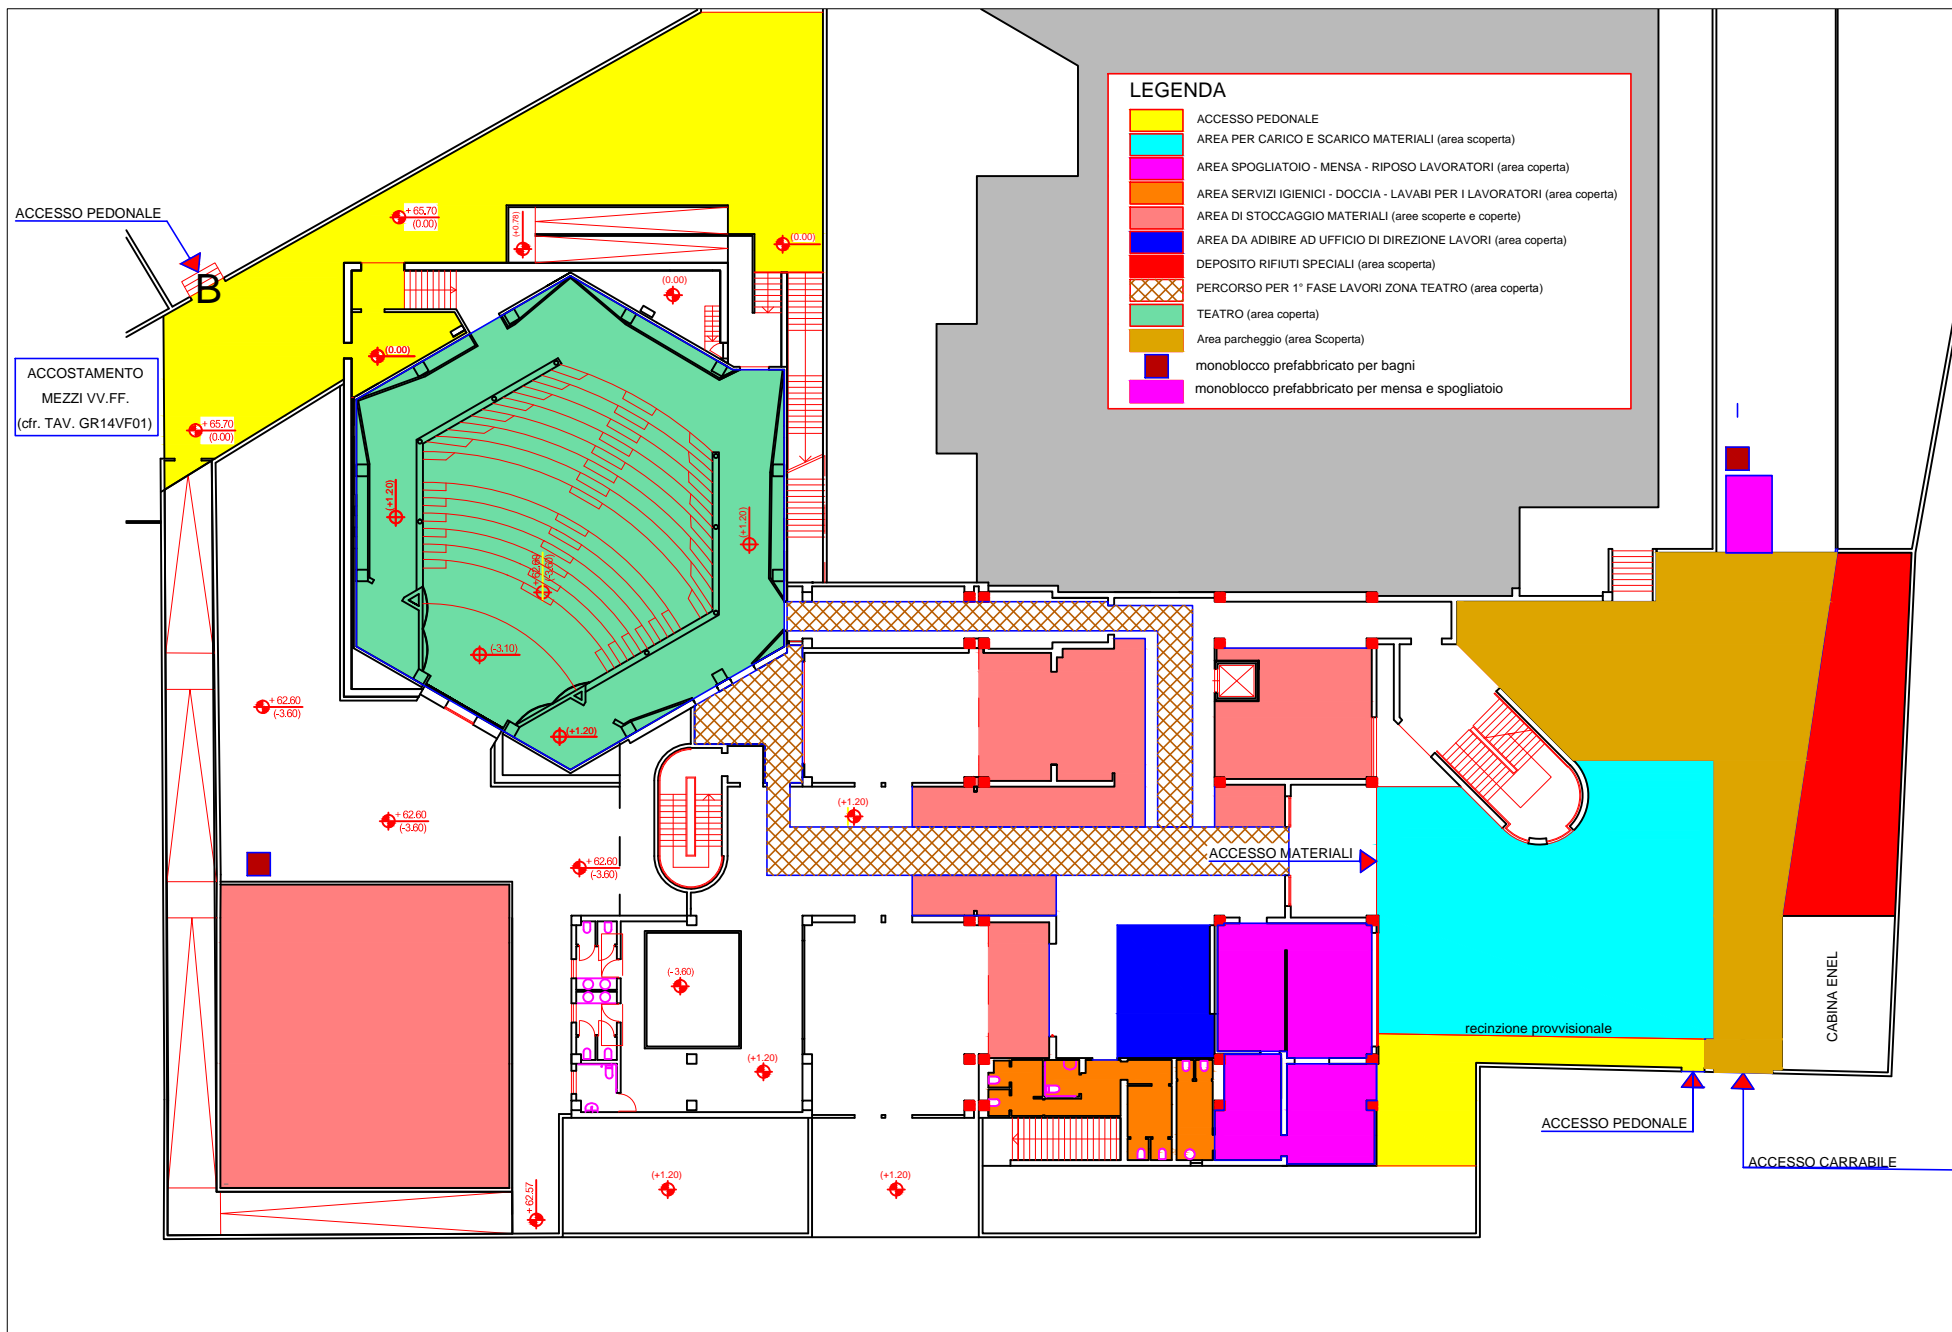 LEGENDA
ACCESSO PEDONALE
AREA PER CARICO E SCARICO MATERIALI (area scoperta)
AREA SPOGLIATOIO - MENSA - RIPOSO LAVORATORI (area coperta)
AREA SERVIZI IGIENICI - DOCCIA - LAVABI PER I LAVORATORI (area coperta)
AREA DI STOCCAGGIO MATERIALI (aree scoperte e coperte)
AREA DA ADIBIRE AD UFFICIO DI DIREZIONE LAVORI (area coperta)
DEPOSITO RIFIUTI SPECIALI (area scoperta)
PERCORSO PER 1° FASE LAVORI ZONA TEATRO (area coperta)
TEATRO (area coperta)
Area parcheggio (area Scoperta)
monoblocco prefabbricato per bagni
monoblocco prefabbricato per mensa e spogliatoio
ACCESSO PEDONALE
B
+ 65.70
(0.00)
(+0.78)
(0.00)
(0.00)
(0.00)
ACCOSTAMENTO
MEZZI VV.FF.
(cfr. TAV. GR14VF01)
+ 65.70
(0.00)
(+1.20)
(+1.20)
+ 62.60
(-3.60)
(-3.10)
(+1.20)
+ 62.60
(-3.60)
+ 62.60
(-3.60)
+ 62.60
(-3.60)
(+1.20)
ACCESSO MATERIALI
(-3.60)
(+1.20)
recinzione provvisionale
CABINA ENEL
ACCESSO PEDONALE
ACCESSO CARRABILE
(+1.20)
(+1.20)
+ 62.57